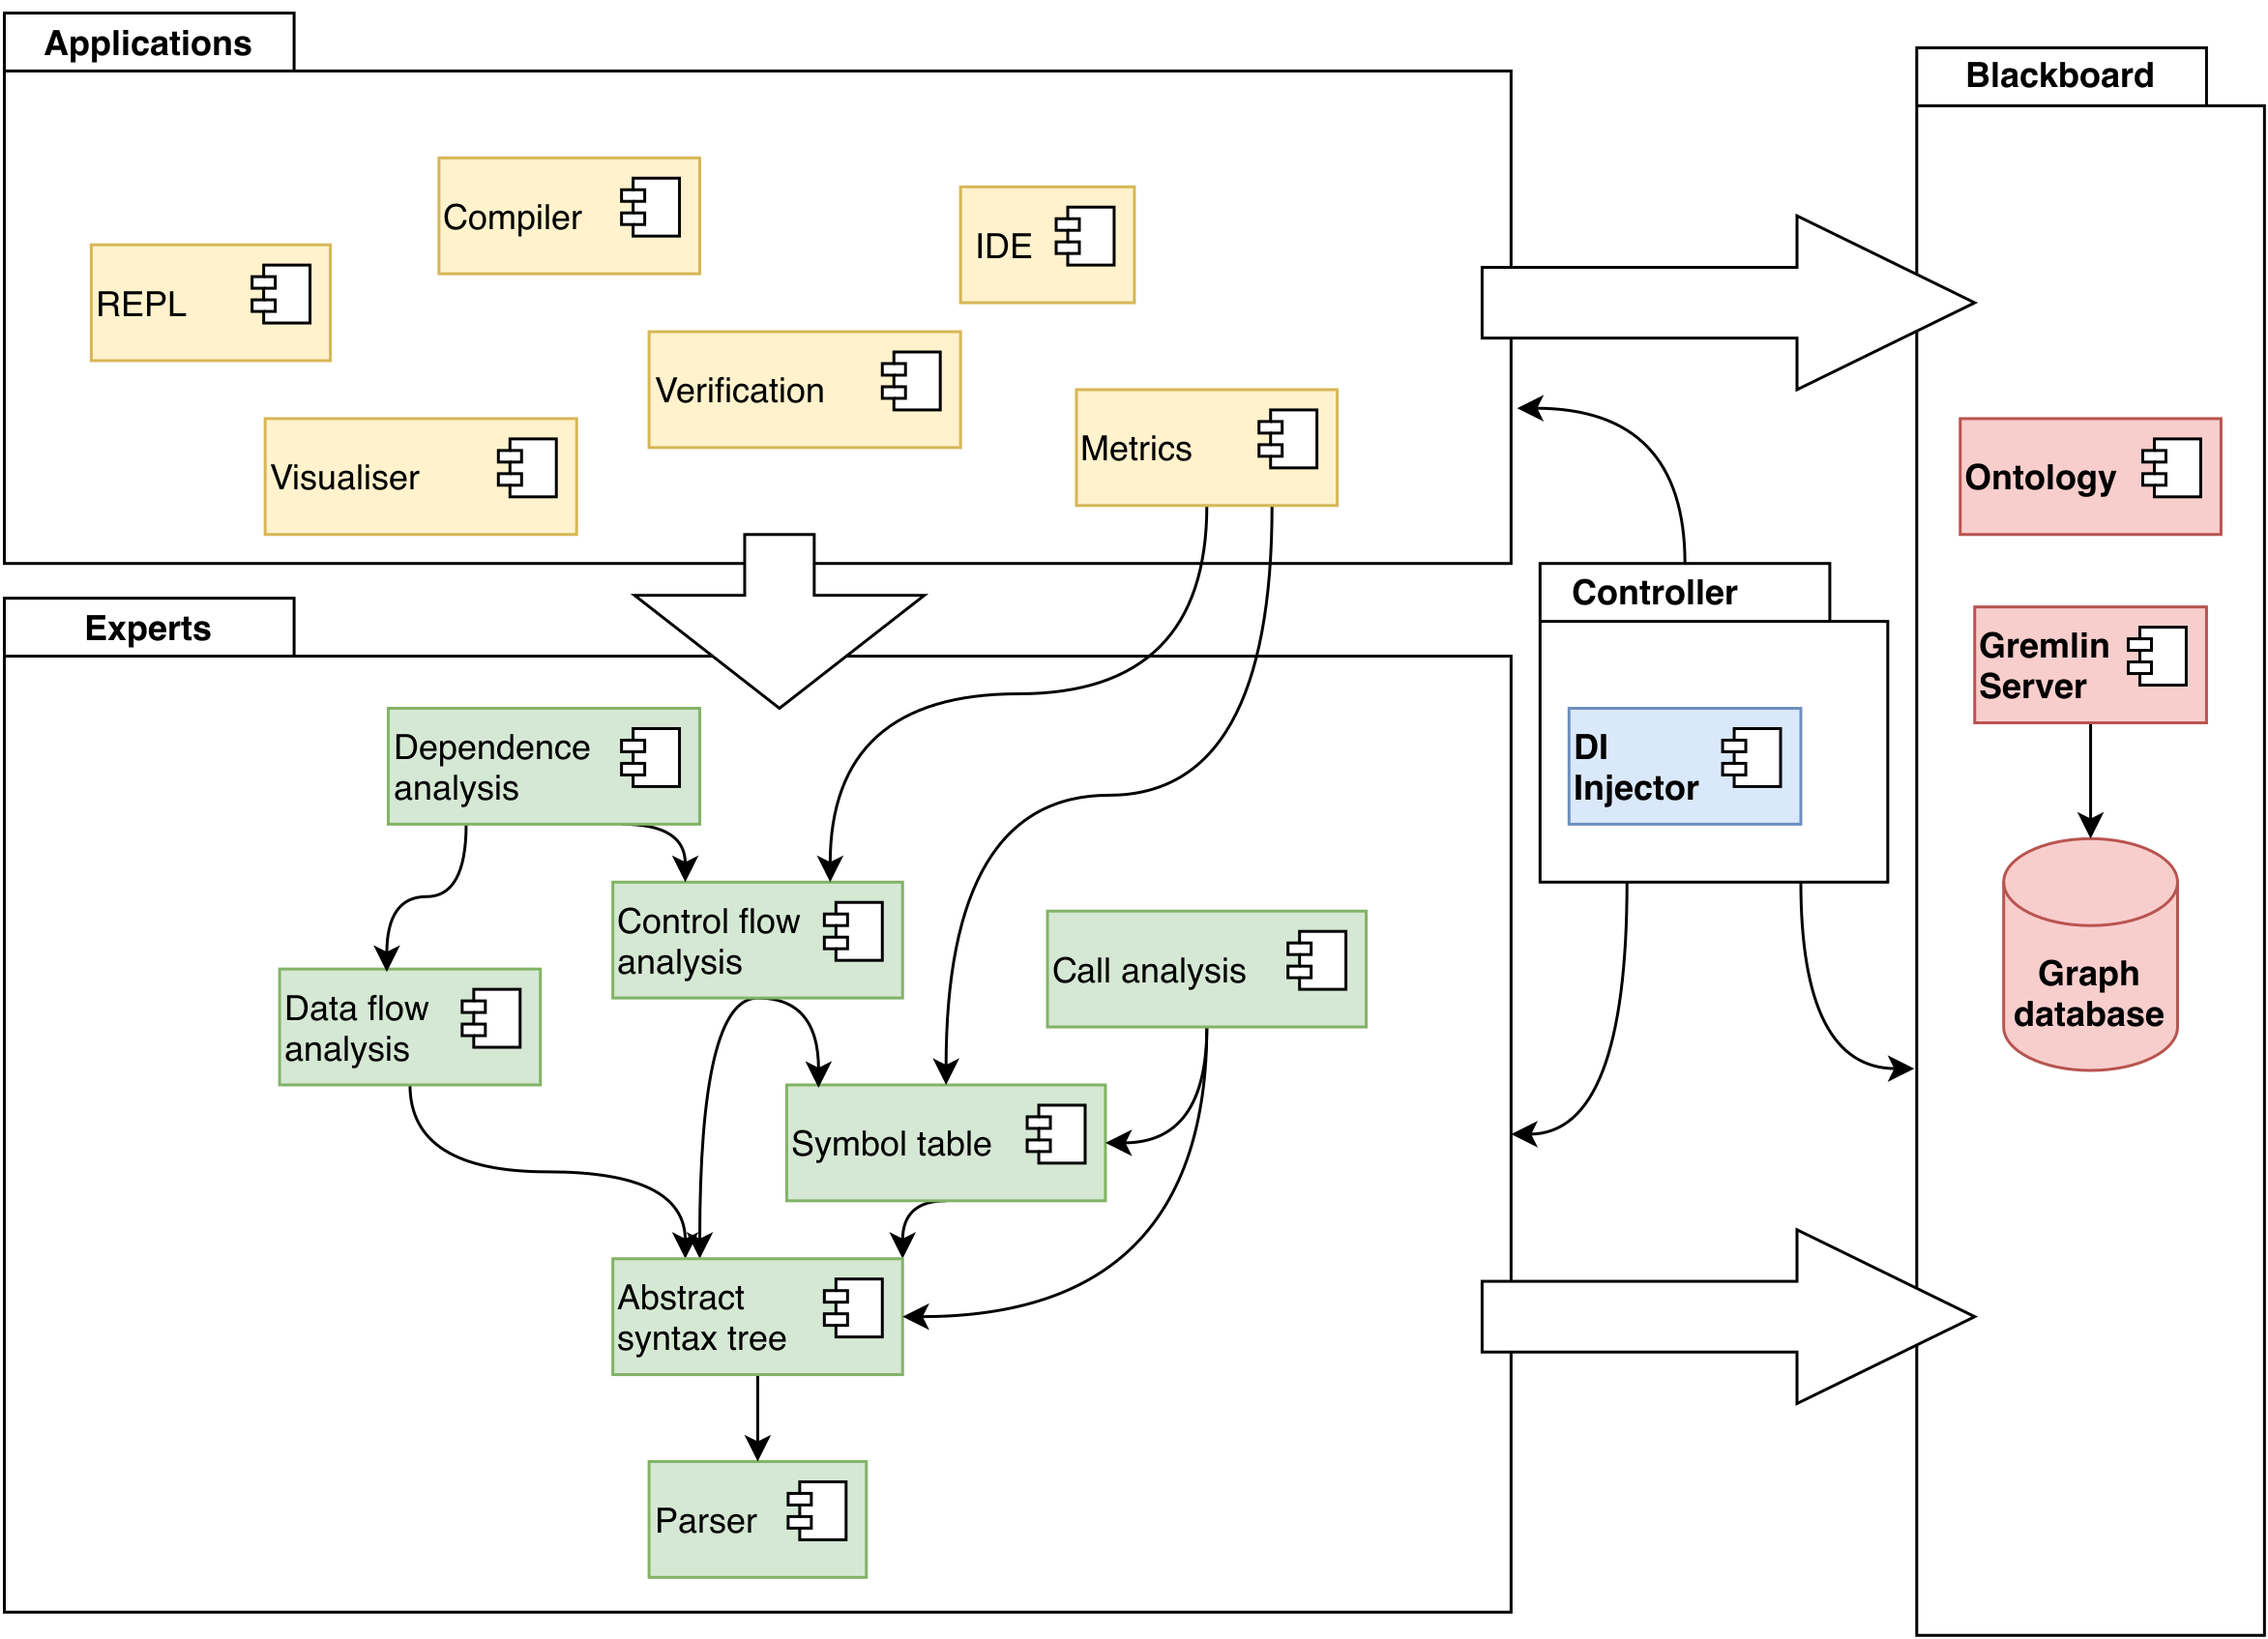 Applications
Blackboard
Compiler
IDE
REPL
Verification
Metrics
Visualiser
Ontology
Controller
Experts
Gremlin
Server
Dependence
analysis
DI
Injector
Control flow
analysis
Call analysis
Graph
database
Data flow
analysis
Symbol table
Abstract
syntax tree
Parser